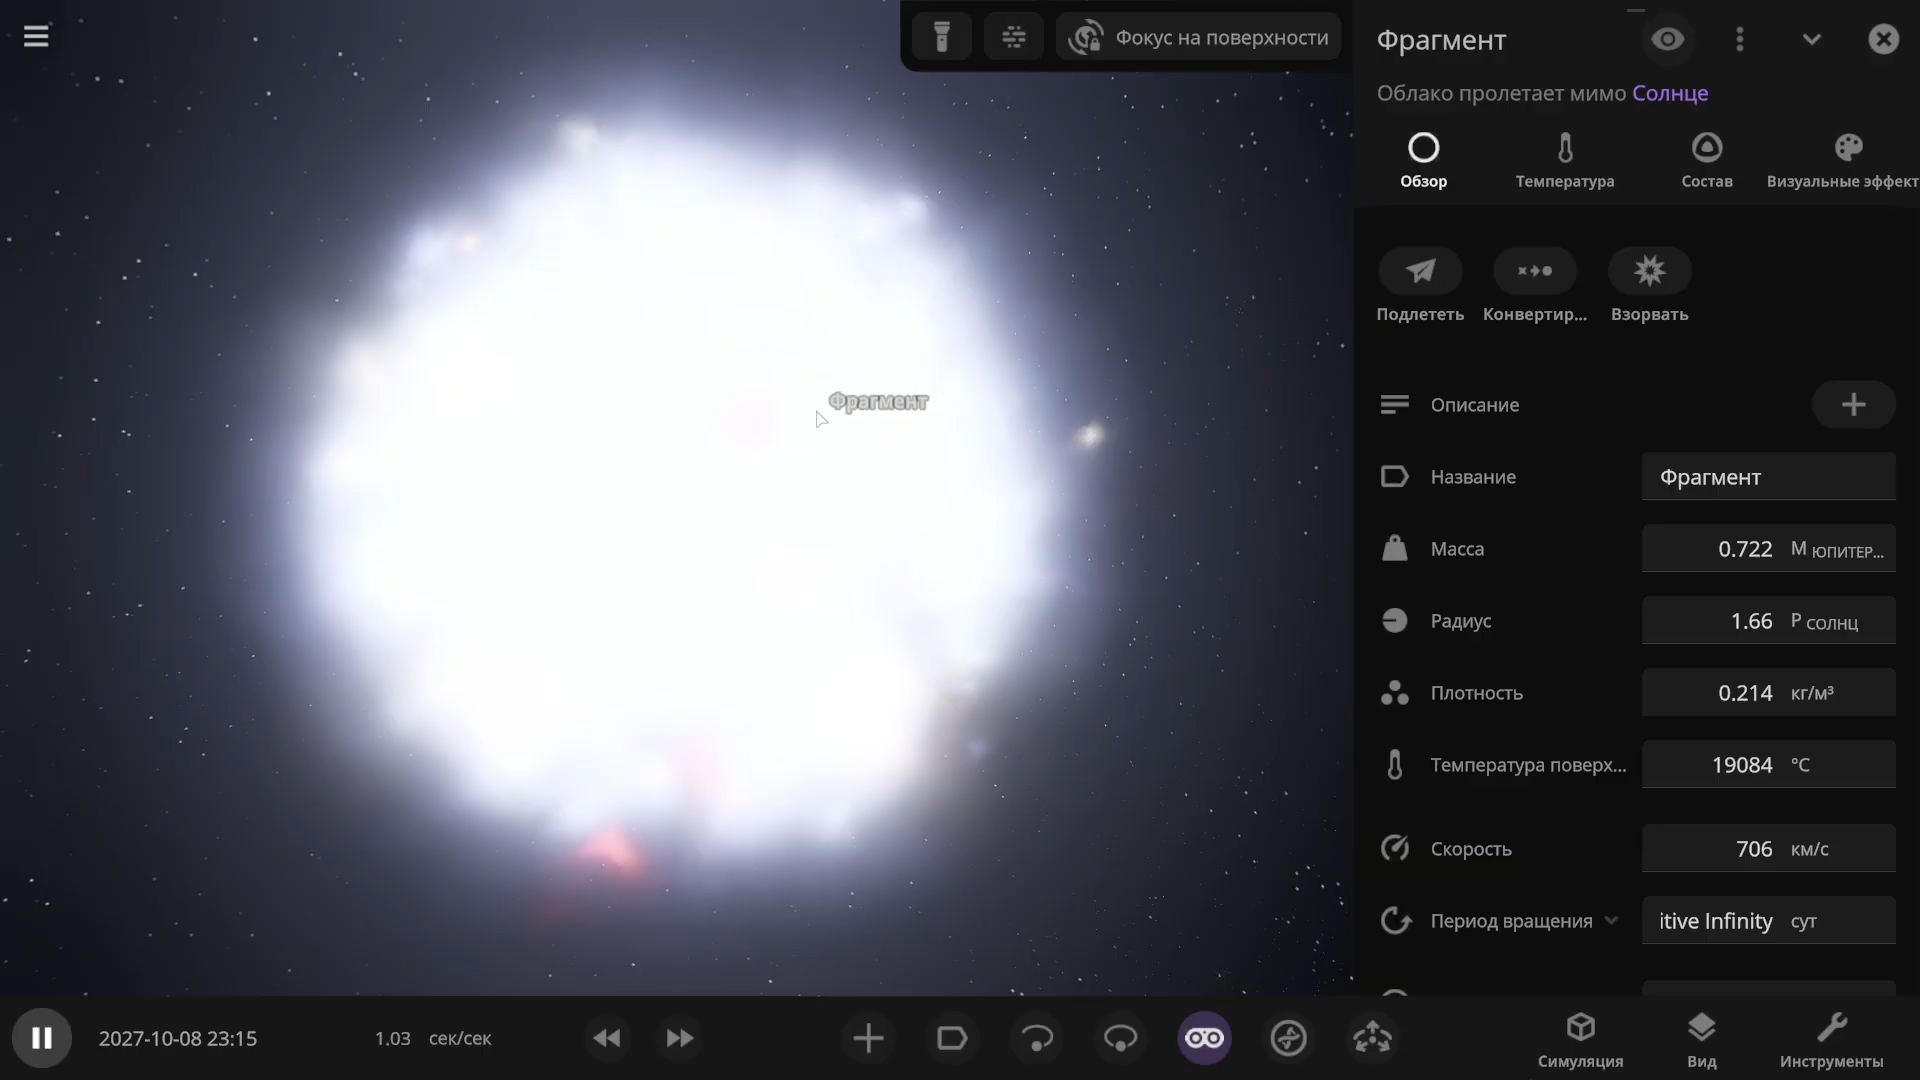 Фокус на поверхности
Фрагмент
Облако пролетает мимо Солнце
Обзор
Температура
Состав
Визуальные эффект
Подлететь
Конвертир...
Взорвать
Фрагмент
Описание
Название
Фрагмент
Масса
0.722 М ЮПИТЕР...
Радиус
1.66 Р СОЛНЦ
Плотность
0.214 кг/м³
Температура поверх...
19084 °C
Скорость
706 км/с
Период вращения
itive Infinity сут
2027-10-08 23:15
1.03 сек/сек
Симуляция
Вид
Инструменты